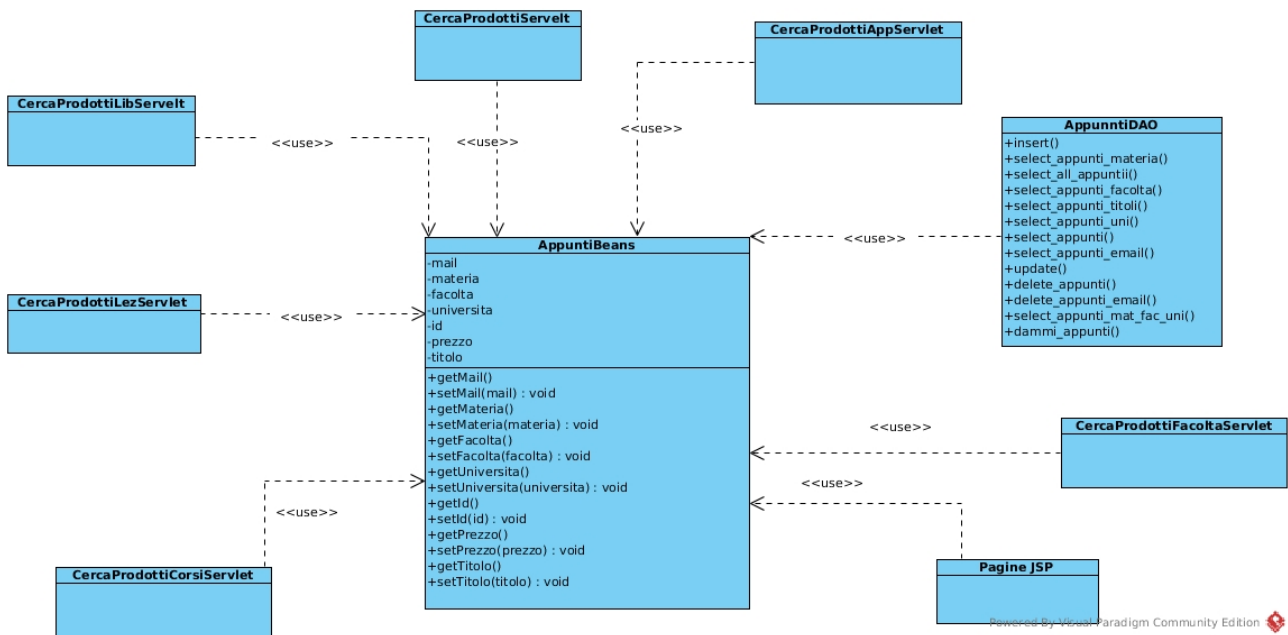 CercaProdottiServelt
CercaProdottiAppServlet
CercaProdottiLibServelt
<<use>>
<<use>>
<<use>>
AppunntiDAO
+insert()
+select_appunti_materia()
+select_all_appuntii()
+select_appunti_facolta()
+select_appunti_titoli()
+select_appunti_uni()
+select_appunti()
+select_appunti_email()
+update()
+delete_appunti()
+delete_appunti_email()
+select_appunti_mat_fac_uni()
+dammi_appunti()
<<use>>
CercaProdottiLezServlet
<<use>>
AppuntiBeans
-mail
-materia
-facolta
-universita
-id
-prezzo
-titolo
+getMail()
+setMail(mail) : void
+getMateria()
+setMateria(materia) : void
+getFacolta()
+setFacolta(facolta) : void
+getUniversita()
+setUniversita(universita) : void
+getId()
+setId(id) : void
+getPrezzo()
+setPrezzo(prezzo) : void
+getTitolo()
+setTitolo(titolo) : void
<<use>>
CercaProdottiFacoltaServlet
<<use>>
<<use>>
CercaProdottiCorsiServlet
Pagine JSP
Powered By Visual Paradigm Community Edition